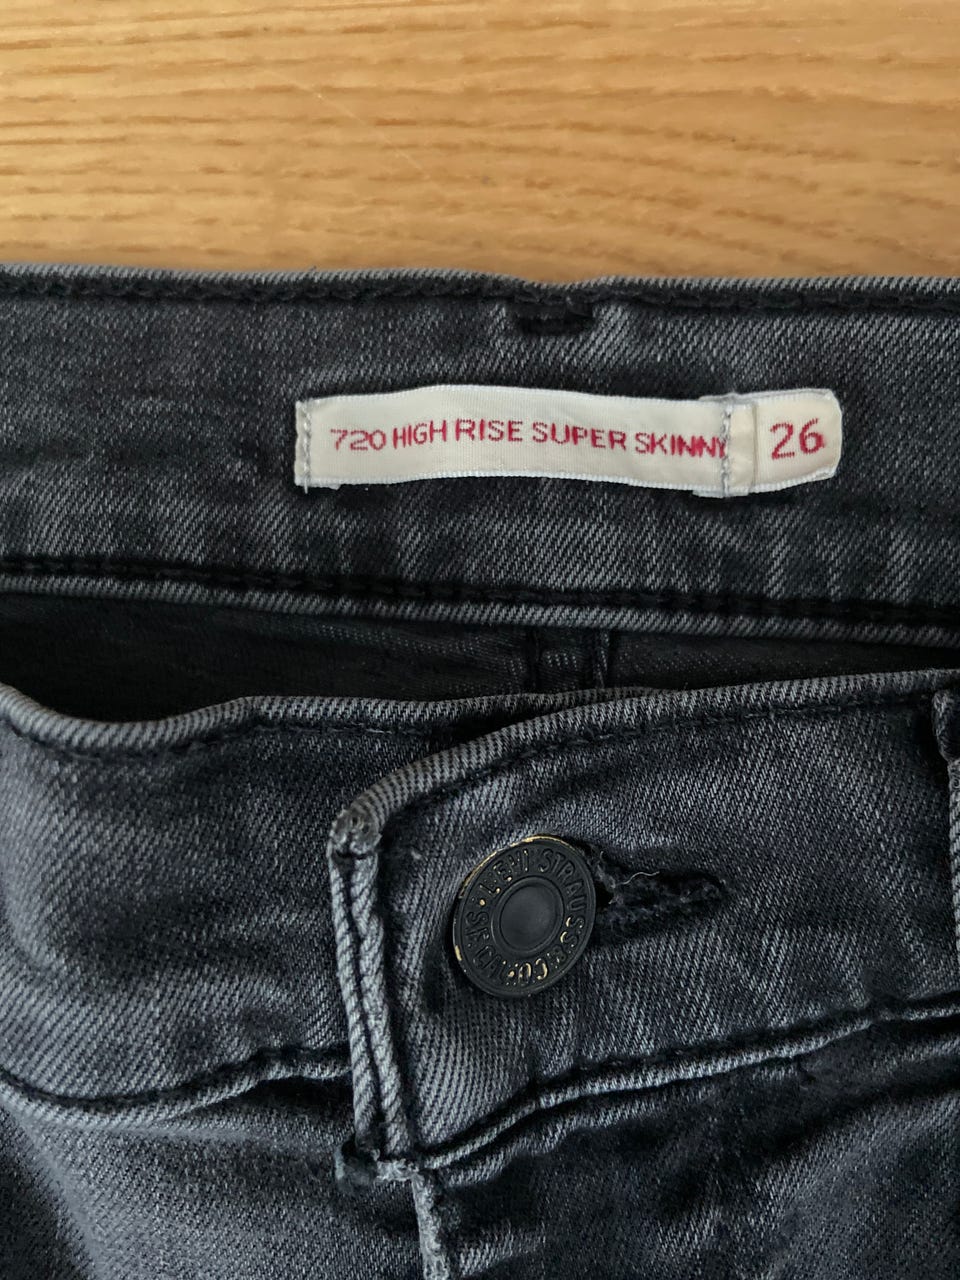 720 HIGH RISE SUPER SKINNY 26
LEVI STRAUSS & CO